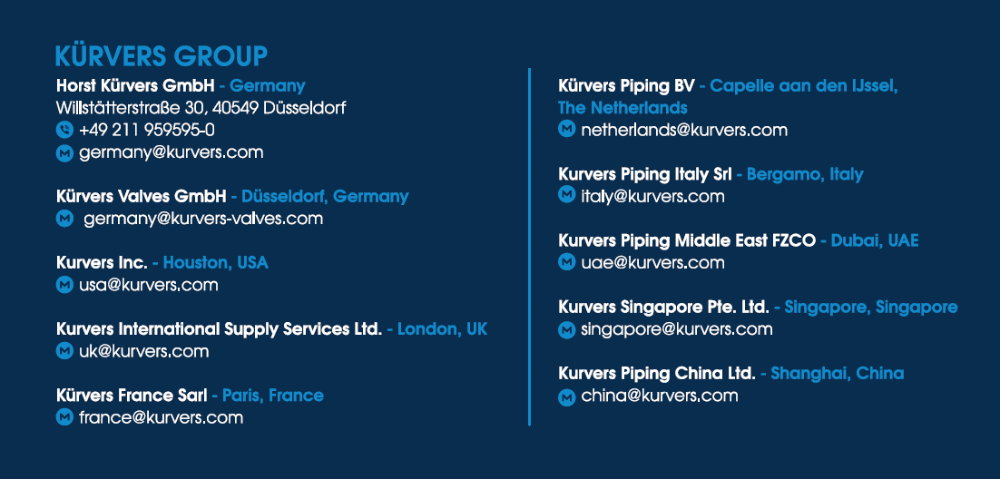 KÜRVERS GROUP
Horst Kürvers GmbH - Germany
Willstätterstraße 30, 40549 Düsseldorf
+49 211 959595-0
germany@kurvers.com
Kürvers Valves GmbH - Düsseldorf, Germany
germany@kurvers-valves.com
Kurvers Inc. - Houston, USA
usa@kurvers.com
Kurvers International Supply Services Ltd. - London, UK
uk@kurvers.com
Kürvers France Sarl - Paris, France
france@kurvers.com
Kürvers Piping BV - Capelle aan den IJssel,
The Netherlands
netherlands@kurvers.com
Kurvers Piping Italy Srl - Bergamo, Italy
italy@kurvers.com
Kurvers Piping Middle East FZCO - Dubai, UAE
uae@kurvers.com
Kurvers Singapore Pte. Ltd. - Singapore, Singapore
singapore@kurvers.com
Kurvers Piping China Ltd. - Shanghai, China
china@kurvers.com